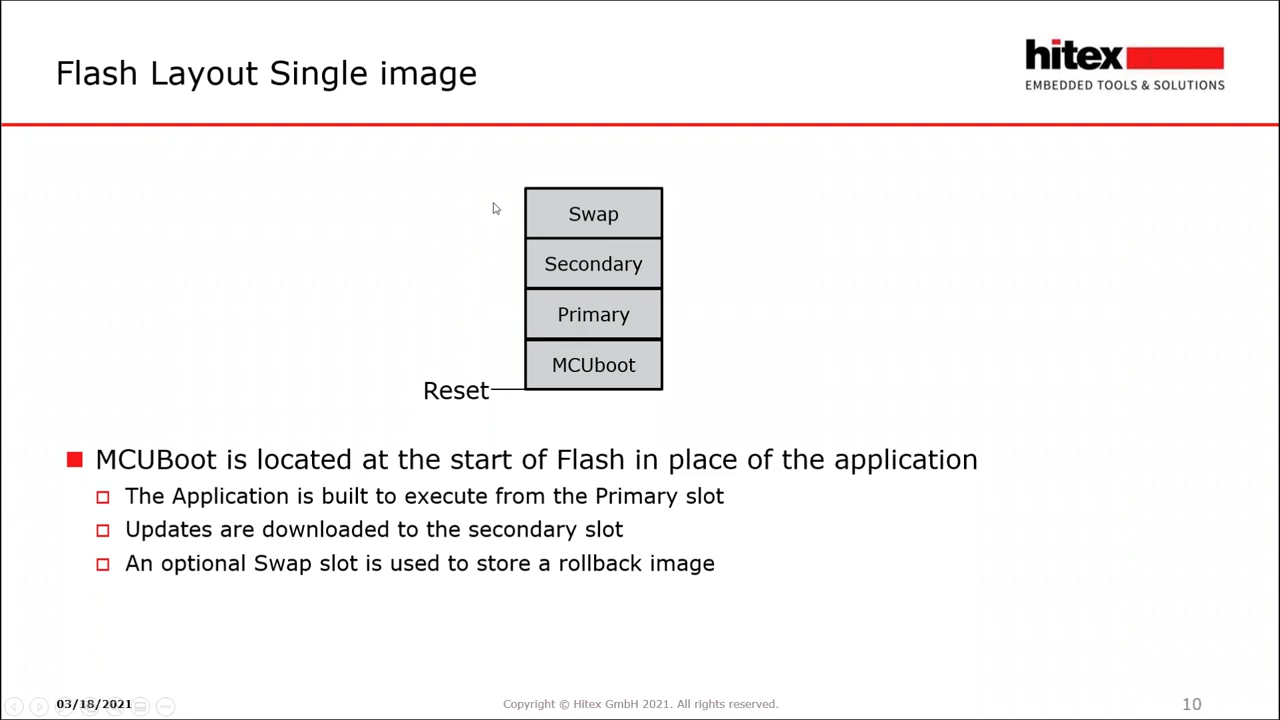 Flash Layout Single image
hitex
EMBEDDED TOOLS & SOLUTIONS
Swap
Secondary
Primary
MCUboot
Reset
MCUBoot is located at the start of Flash in place of the application
The Application is built to execute from the Primary slot
Updates are downloaded to the secondary slot
An optional Swap slot is used to store a rollback image
03/18/2021
Copyright © Hitex GmbH 2021. All rights reserved.
10